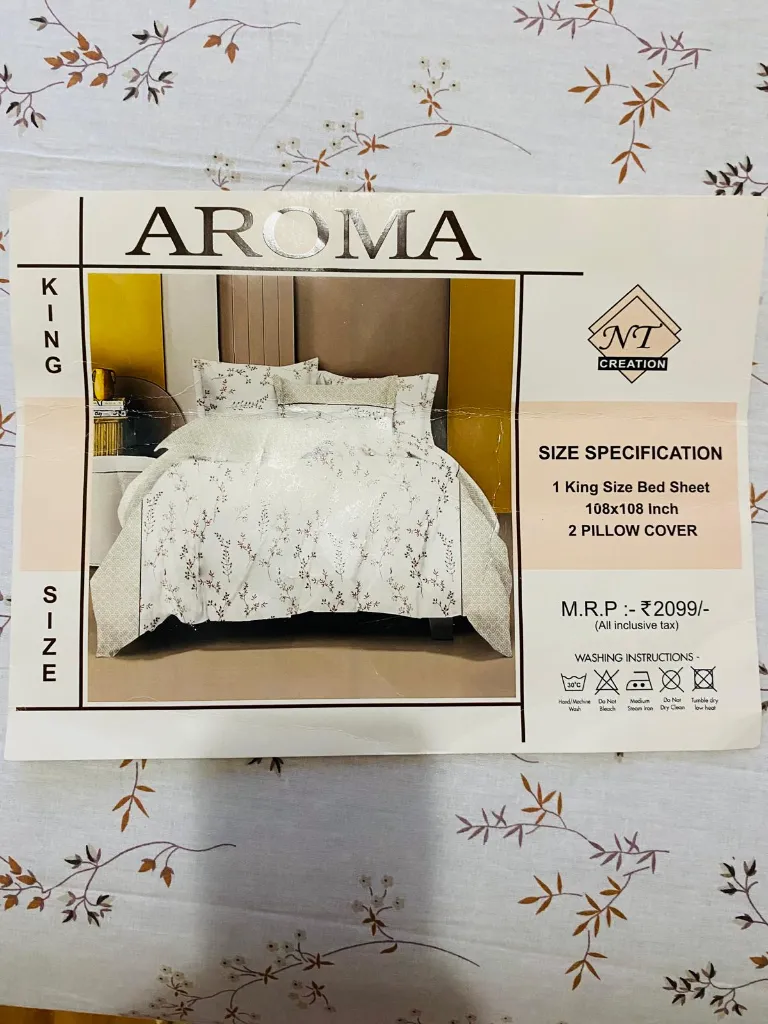 AROMA
KING
SIZE
NT
CREATION
SIZE SPECIFICATION
1 King Size Bed Sheet
108x108 Inch
2 PILLOW COVER
M.R.P :- ₹2099/-
(All inclusive tax)
WASHING INSTRUCTIONS -
30°C
Hand/Machine Wash
Do Not Bleach
Medium Steam Iron
Do Not Dry Clean
Tumble dry low heat